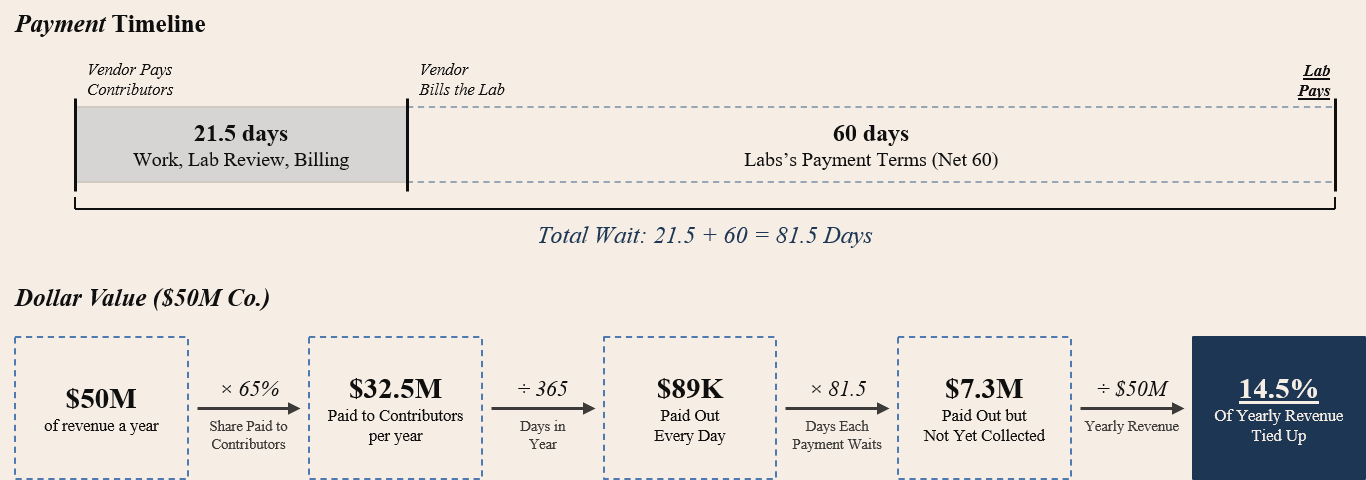 Payment Timeline
Vendor Pays
Contributors
Vendor
Bills the Lab
Lab
Pays
21.5 days
Work, Lab Review, Billing
60 days
Labs’s Payment Terms (Net 60)
Total Wait: 21.5 + 60 = 81.5 Days
Dollar Value ($50M Co.)
$50M
of revenue a year
× 65%
Share Paid to
Contributors
$32.5M
Paid to Contributors
per year
÷ 365
Days in
Year
$89K
Paid Out
Every Day
× 81.5
Days Each
Payment Waits
$7.3M
Paid Out but
Not Yet Collected
÷ $50M
Yearly Revenue
14.5%
Of Yearly Revenue
Tied Up